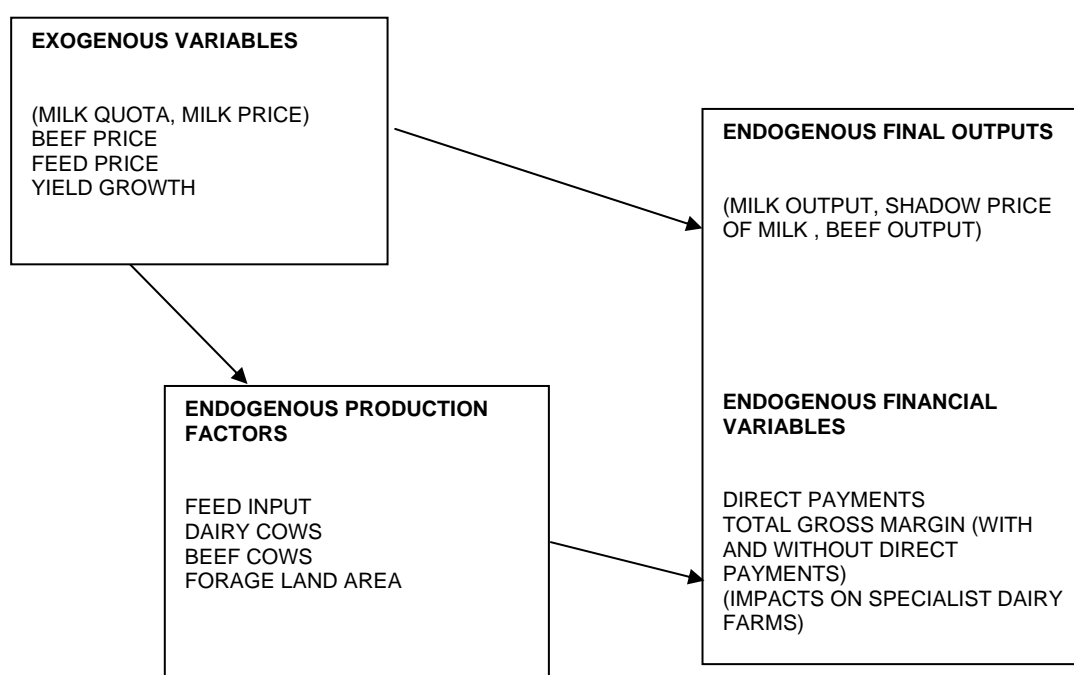 EXOGENOUS VARIABLES
(MILK QUOTA, MILK PRICE)
BEEF PRICE
FEED PRICE
YIELD GROWTH
ENDOGENOUS FINAL OUTPUTS
(MILK OUTPUT, SHADOW PRICE
OF MILK , BEEF OUTPUT)
ENDOGENOUS PRODUCTION
FACTORS
FEED INPUT
DAIRY COWS
BEEF COWS
FORAGE LAND AREA
ENDOGENOUS FINANCIAL
VARIABLES
DIRECT PAYMENTS
TOTAL GROSS MARGIN (WITH
AND WITHOUT DIRECT
PAYMENTS)
(IMPACTS ON SPECIALIST DAIRY
FARMS)